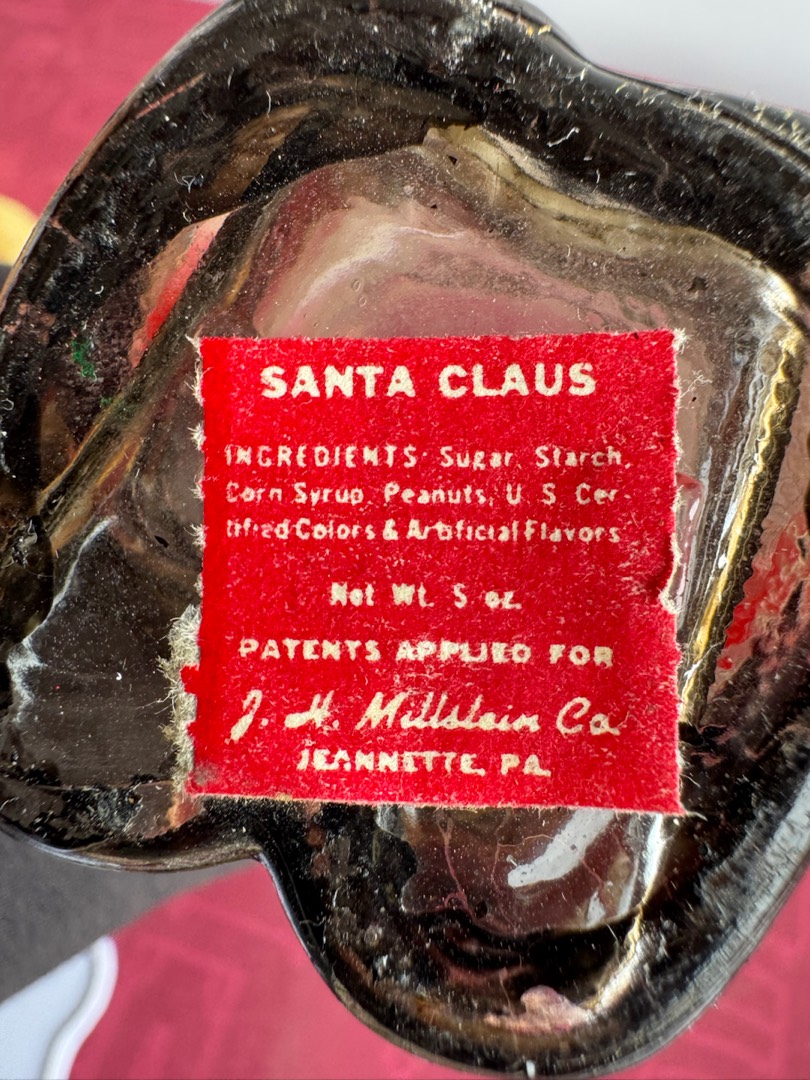 SANTA CLAUS
INGREDIENTS: Sugar, Starch,
Corn Syrup, Peanuts, U. S. Cer-
tified Colors & Artificial Flavors
Net Wt. 5 oz.
PATENTS APPLIED FOR
J. H. Millstein Co.
JEANNETTE, PA.